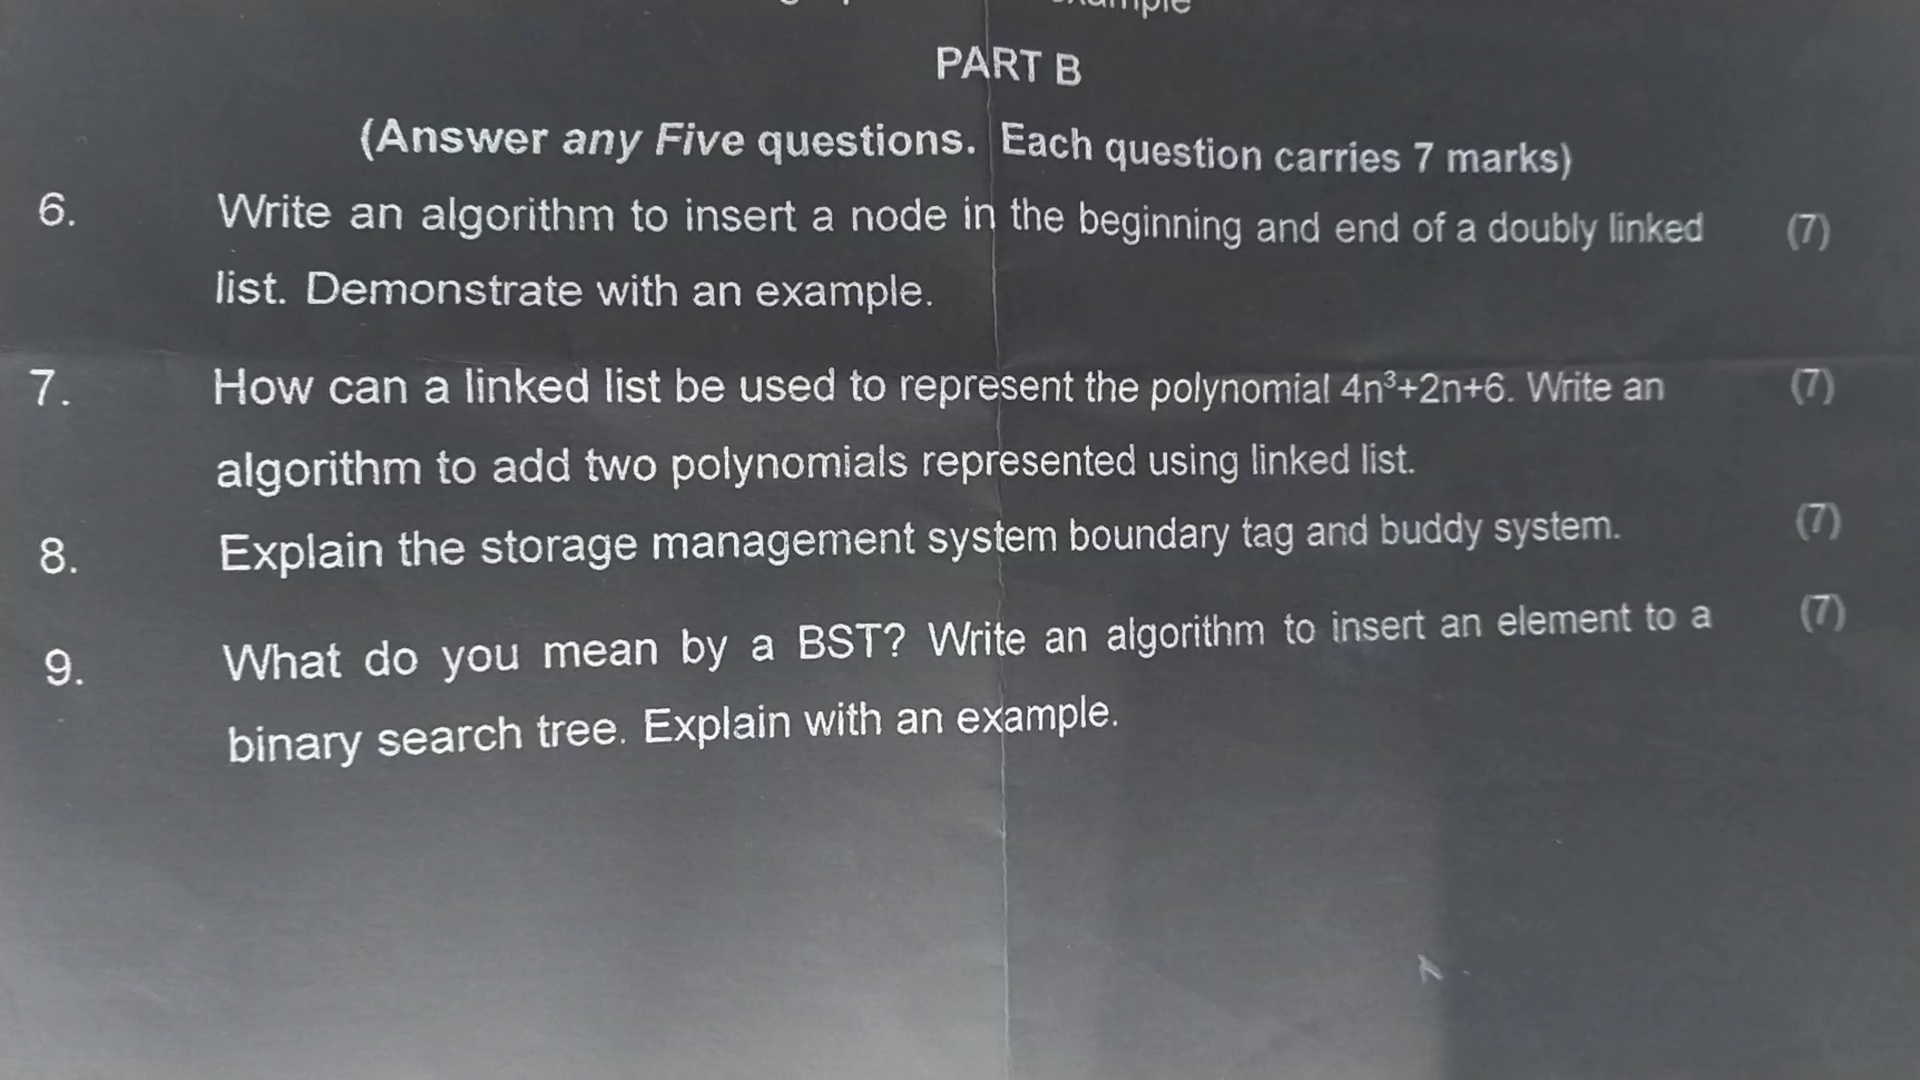 example
PART B
(Answer any Five questions. Each question carries 7 marks)
6. Write an algorithm to insert a node in the beginning and end of a doubly linked (7)
list. Demonstrate with an example.
7. How can a linked list be used to represent the polynomial 4n³+2n+6. Write an (7)
algorithm to add two polynomials represented using linked list.
8. Explain the storage management system boundary tag and buddy system. (7)
9. What do you mean by a BST? Write an algorithm to insert an element to a (7)
binary search tree. Explain with an example.